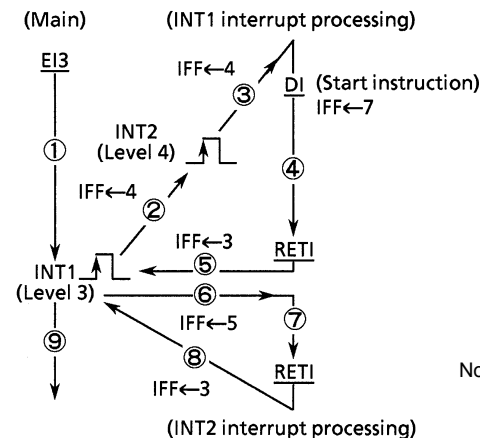 (Main)
(INT1 interrupt processing)
EI3
IFF←4
③
DI (Start instruction)
IFF←7
INT2
(Level 4)
①
④
IFF←4
②
IFF←3
RETI
⑤
INT1
(Level 3)
⑥
IFF←5
⑦
⑨
⑧
IFF←3
RETI
No
(INT2 interrupt processing)